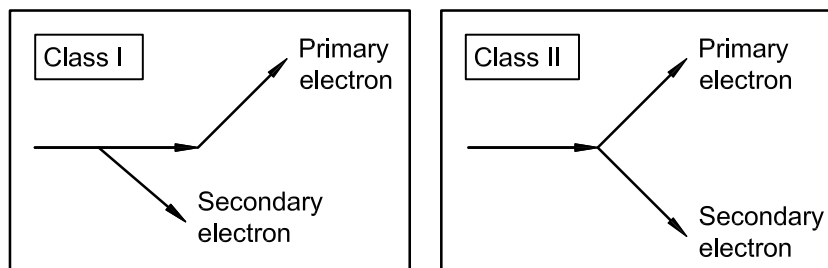 Class I
Primary
electron
Secondary
electron
Class II
Primary
electron
Secondary
electron